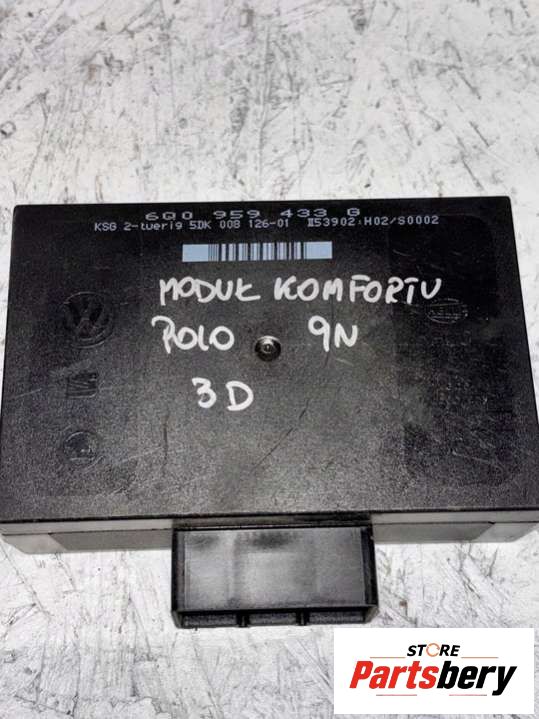 6Q0 959 433 G
KSG 2-tuerig 5DK 008 126-01 II53902:H02/S0002
MODUŁ KOMFORTU
POLO 9N
3D
STORE
Partsbery